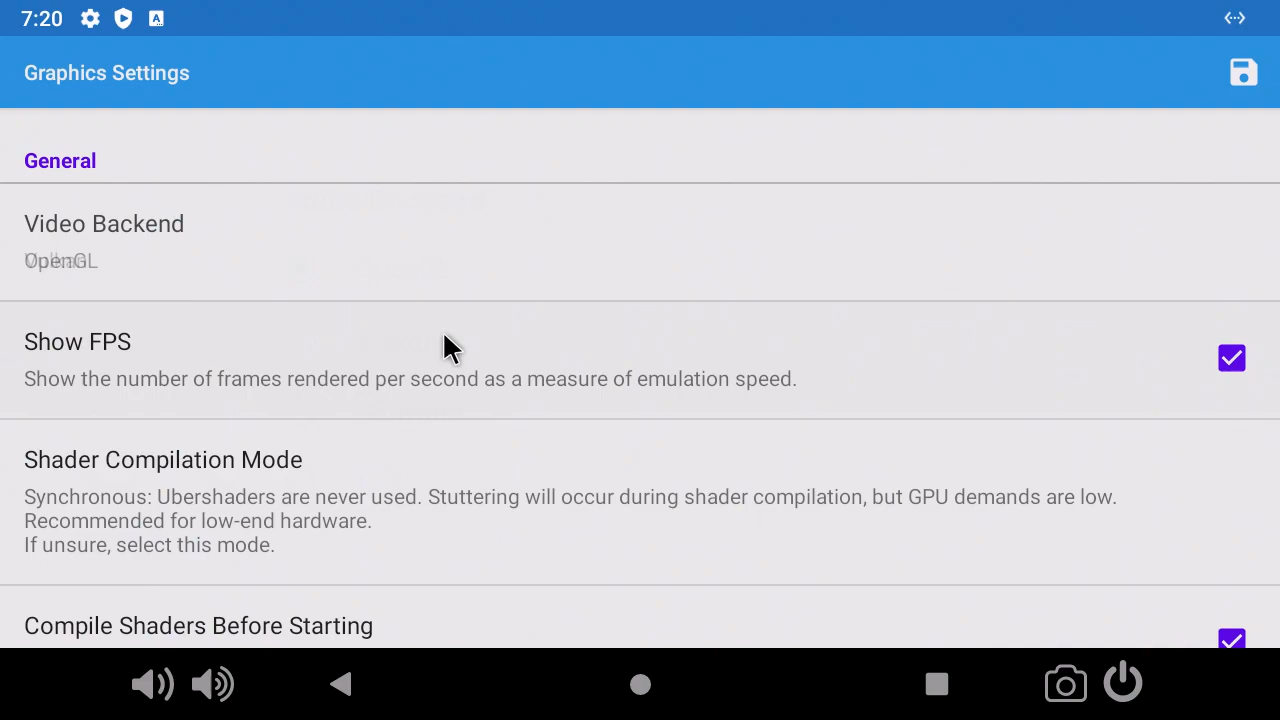 7:20
Graphics Settings
General
Video Backend
OpenGL
Show FPS
Show the number of frames rendered per second as a measure of emulation speed.
Shader Compilation Mode
Synchronous: Ubershaders are never used. Stuttering will occur during shader compilation, but GPU demands are low.
Recommended for low-end hardware.
If unsure, select this mode.
Compile Shaders Before Starting